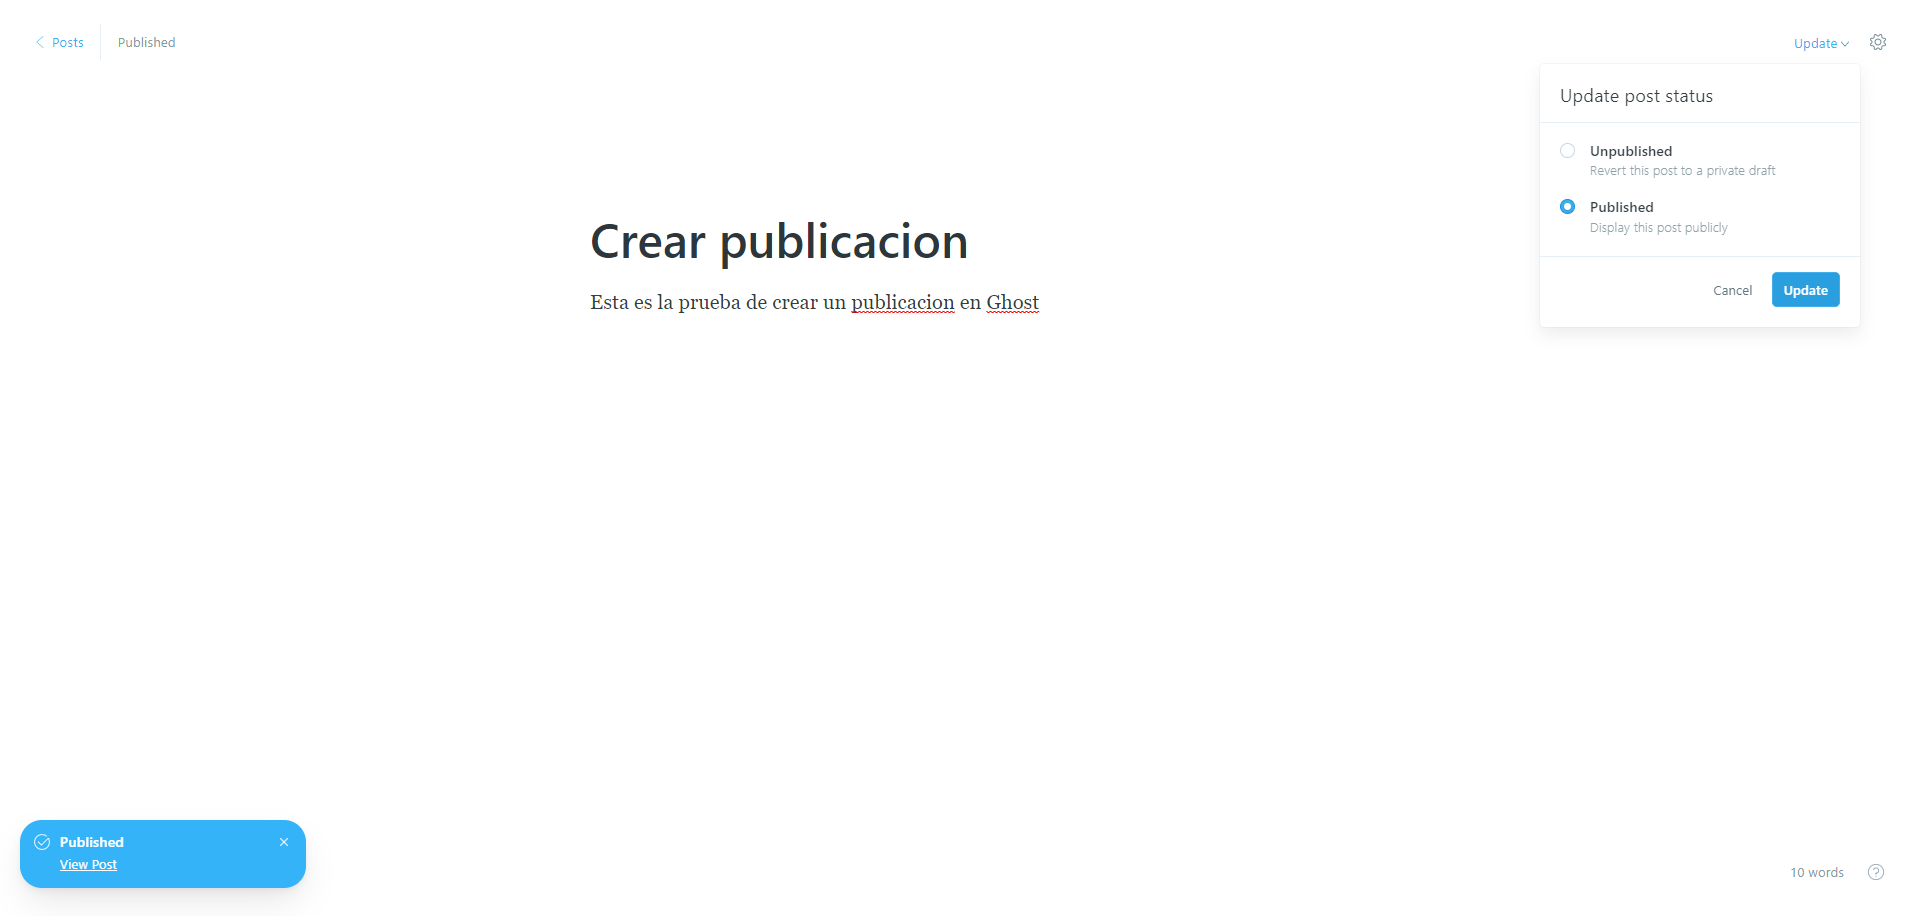 Posts
Published
Update
Update post status
Unpublished
Revert this post to a private draft
Published
Display this post publicly
Cancel
Update
Crear publicacion
Esta es la prueba de crear un publicacion en Ghost
Published
View Post
10 words
?